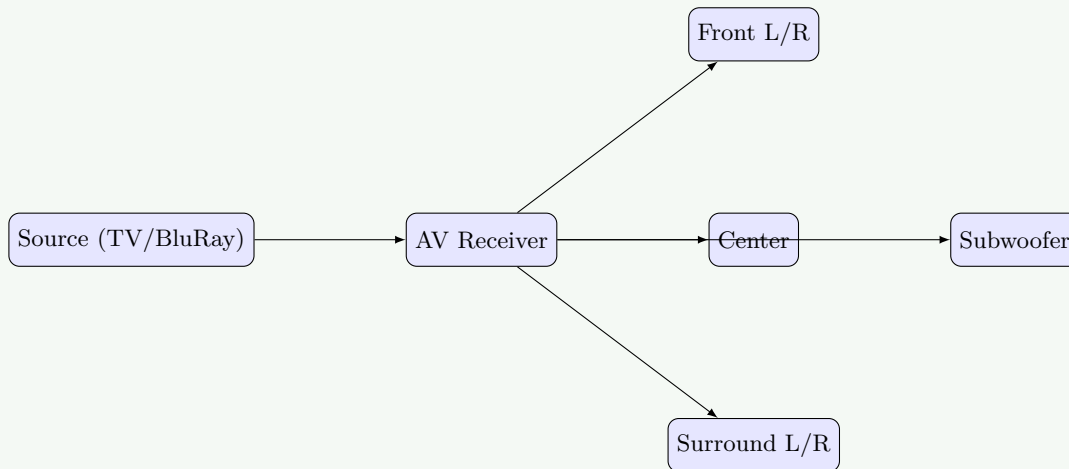 Front L/R
Source (TV/BluRay)
AV Receiver
Center
Subwoofer
Surround L/R